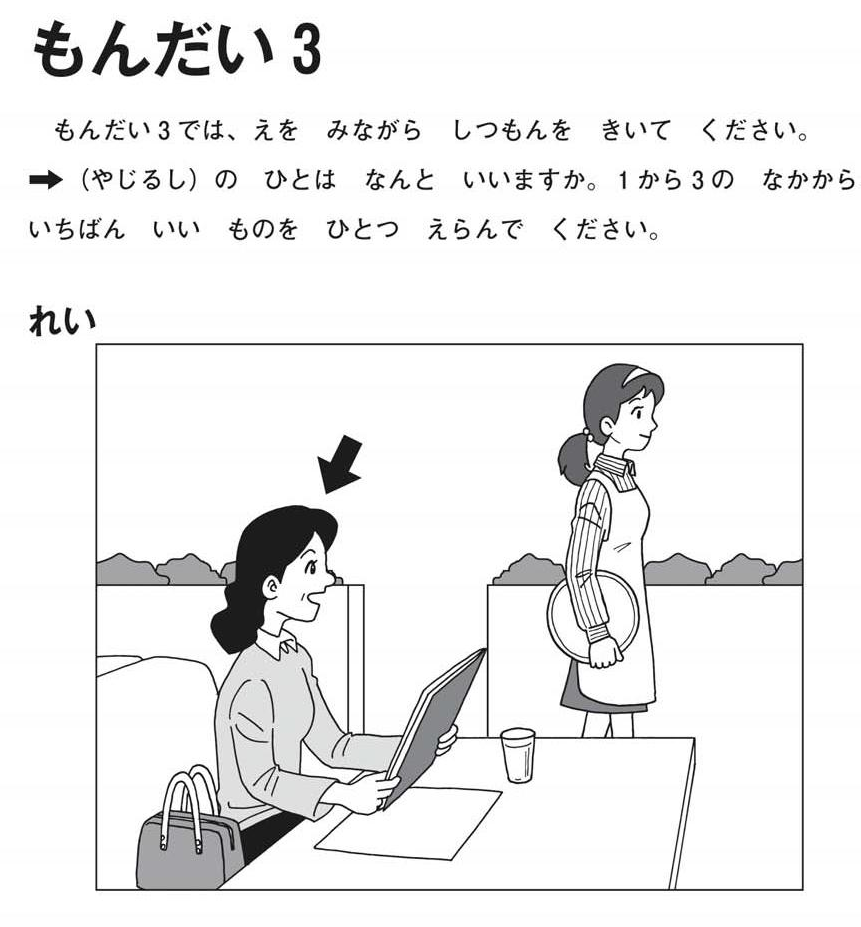 もんだい3
もんだい3では、えを　みながら　しつもんを　きいて　ください。
➡（やじるし）の　ひとは　なんと　いいますか。1から3の　なかから
いちばん　いい　ものを　ひとつ　えらんで　ください。
れい